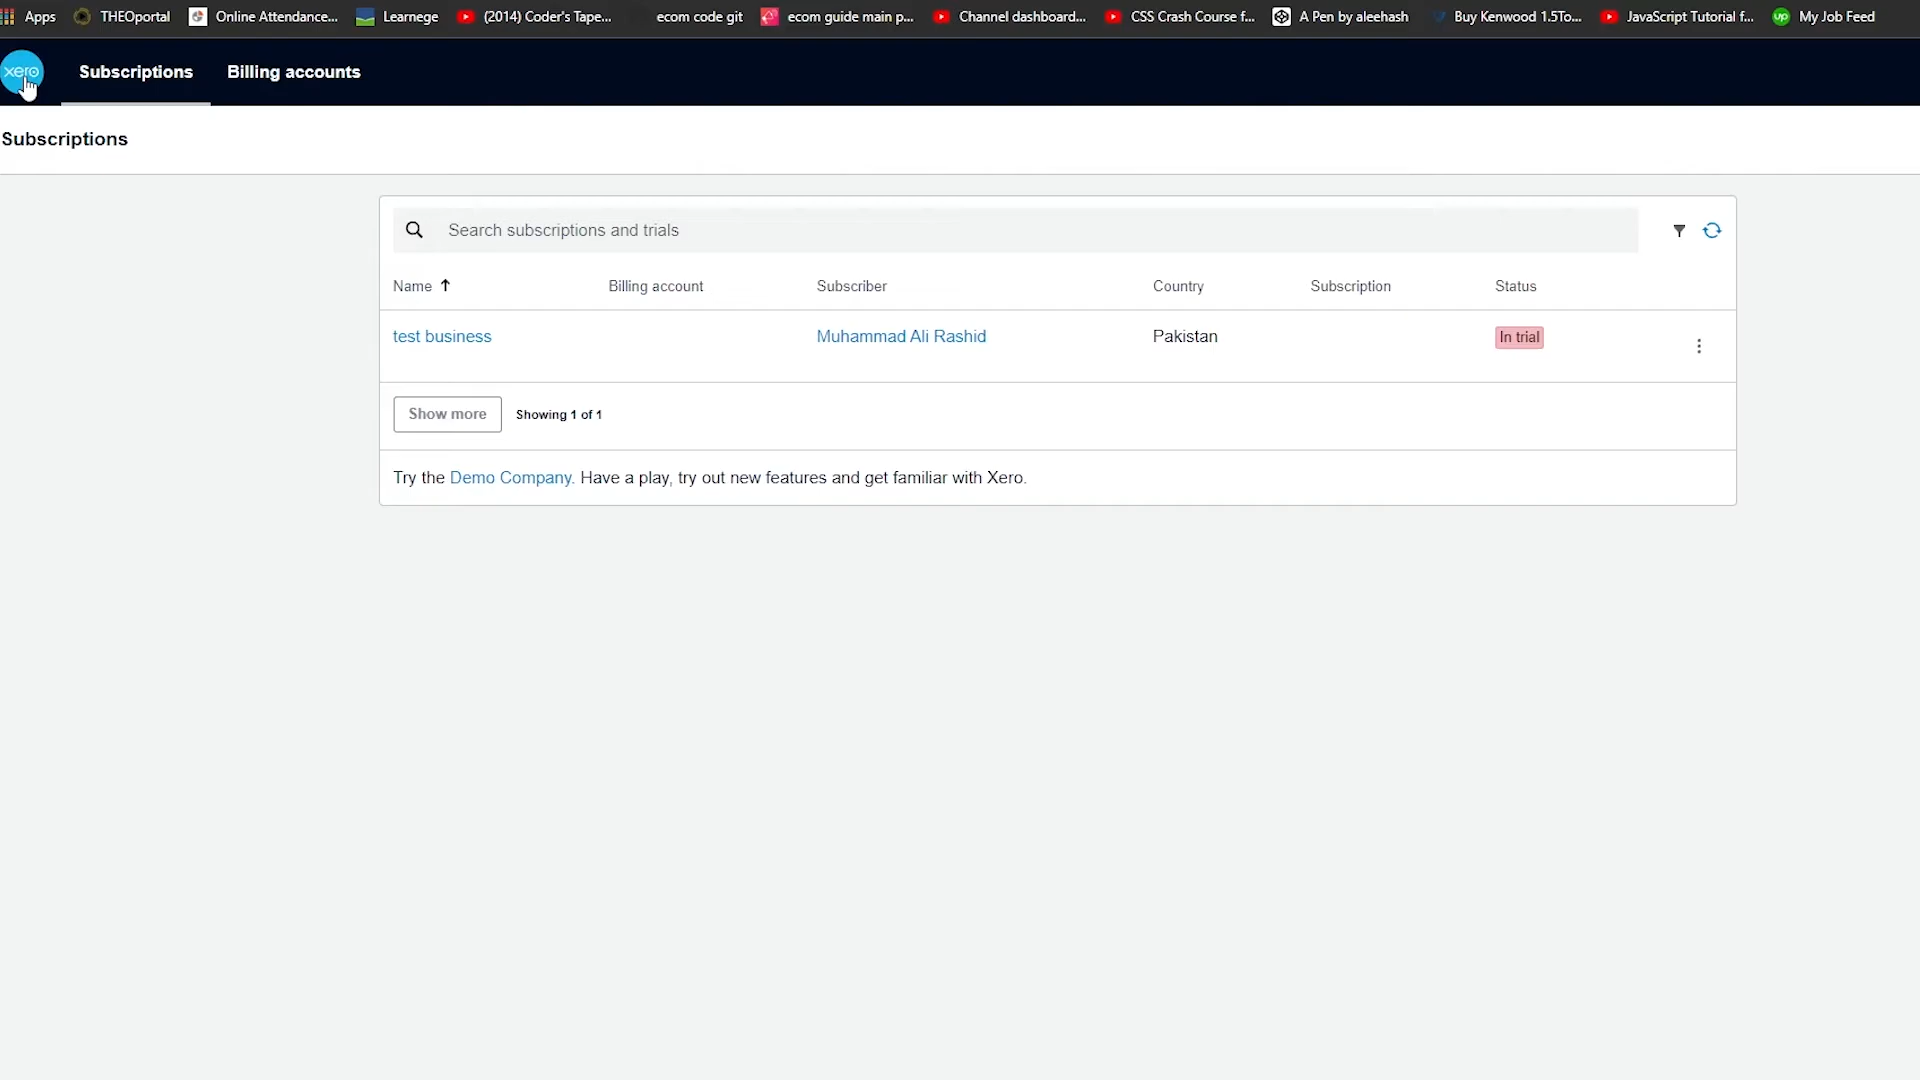 Apps THEOportal Online Attendance... Learnege (2014) Coder's Tape... ecom code git ecom guide main p... Channel dashboard... CSS Crash Course f... A Pen by aleehash Buy Kenwood 1.5To... JavaScript Tutorial f... up My Job Feed
xero Subscriptions Billing accounts
Subscriptions
Search subscriptions and trials
Name Billing account Subscriber Country Subscription Status
test business Muhammad Ali Rashid Pakistan In trial
Show more Showing 1 of 1
Try the Demo Company. Have a play, try out new features and get familiar with Xero.